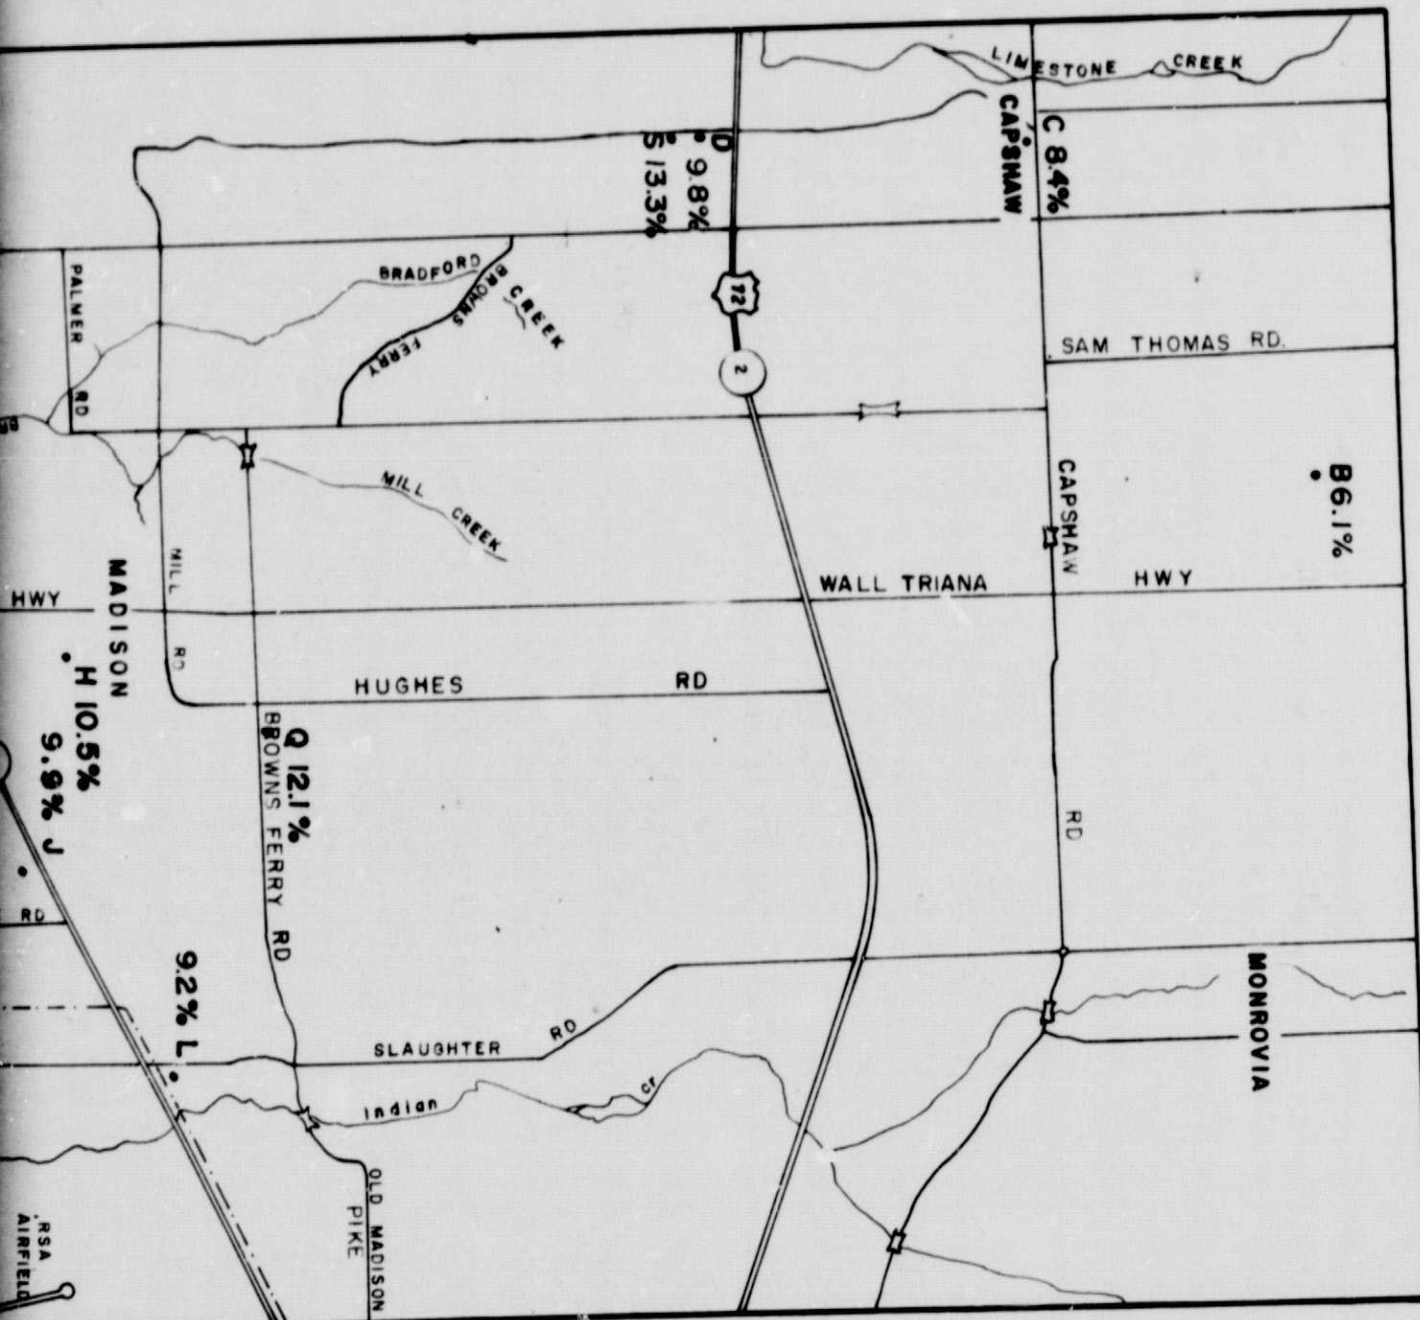 LIMESTONE CREEK
CAPSHAW
C 8.4%
D
9.8%
S 13.3%
PALMER
RD
BRADFORD
CREEK
BROWNS
FERRY
72
2
SAM THOMAS RD.
B 6.1%
BR
MILL
CREEK
CAPSHAW
RD
WALL TRIANA HWY
HWY
MADISON
MILL
RD
H 10.5%
9.9% J
HUGHES RD
Q 12.1%
BROWNS FERRY RD
RD
9.2% L
MONROVIA
SLAUGHTER RD
Indian Cr
OLD MADISON
PIKE
RSA
AIRFIELD